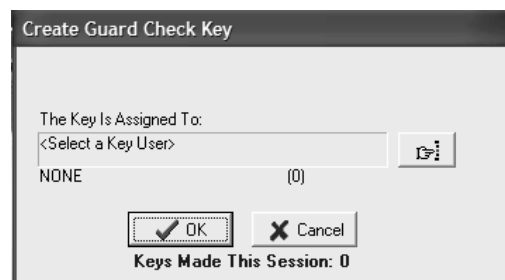 Create Guard Check Key
The Key Is Assigned To:
<Select a Key User>
NONE (0)
OK Cancel
Keys Made This Session: 0